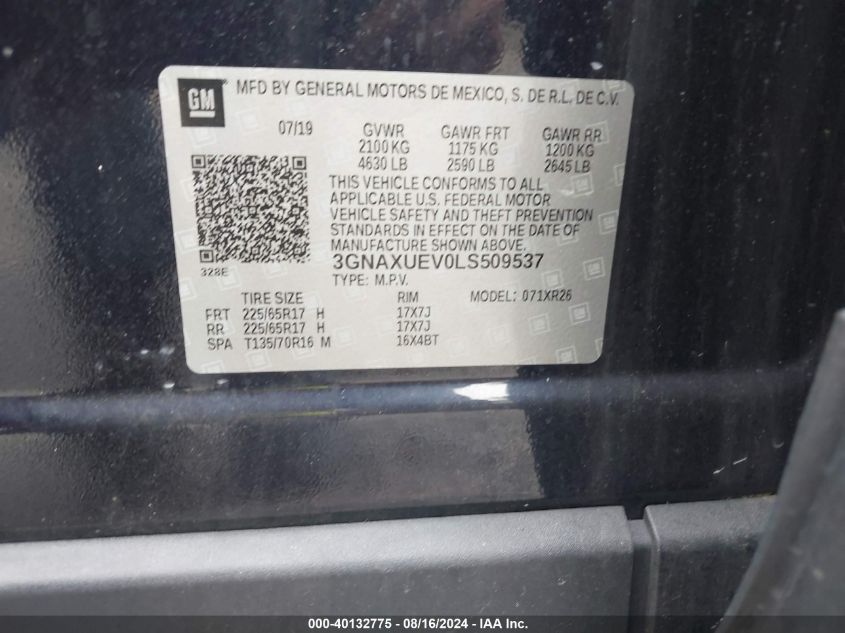 GM MFD BY GENERAL MOTORS DE MEXICO, S. DE R.L. DE C.V.
07/19 GVWR GAWR FRT GAWR RR
2100 KG 1175 KG 1200 KG
4630 LB 2590 LB 2645 LB
THIS VEHICLE CONFORMS TO ALL
APPLICABLE U.S. FEDERAL MOTOR
VEHICLE SAFETY AND THEFT PREVENTION
STANDARDS IN EFFECT ON THE DATE OF
MANUFACTURE SHOWN ABOVE.
328E 3GNAXUEV0LS509537
TYPE: M.P.V.
TIRE SIZE RIM MODEL: 071XR26
FRT 225/65R17 H 17X7J
RR 225/65R17 H 17X7J
SPA T135/70R16 M 16X4BT
000-40132775 - 08/16/2024 - © IAA Holdings, LLC.